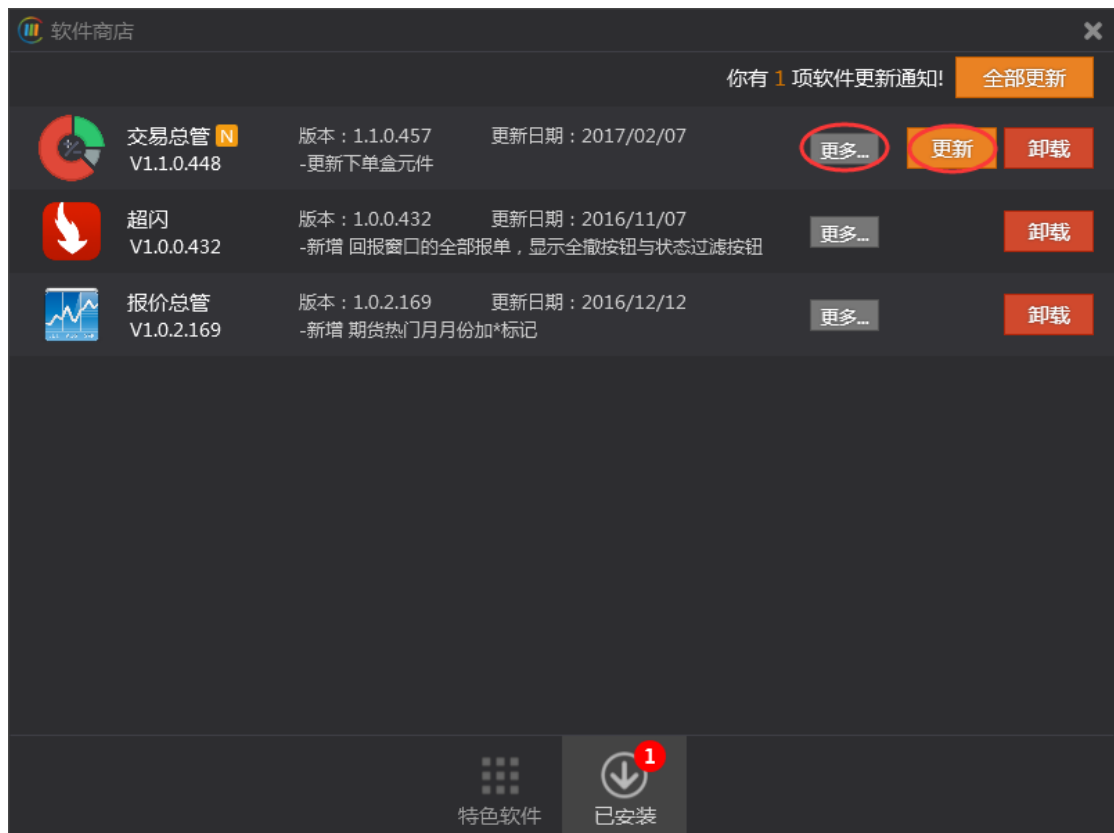 软件商店
你有 1 项软件更新通知! 全部更新
交易总管 N 版本：1.1.0.457 更新日期：2017/02/07
V1.1.0.448 -更新下单盒元件
更多... 更新 卸载
超闪 版本：1.0.0.432 更新日期：2016/11/07
V1.0.0.432 -新增 回报窗口的全部报单，显示全撤按钮与状态过滤按钮
更多... 卸载
报价总管 版本：1.0.2.169 更新日期：2016/12/12
V1.0.2.169 -新增 期货热门月月份加*标记
更多... 卸载
1
特色软件 已安装